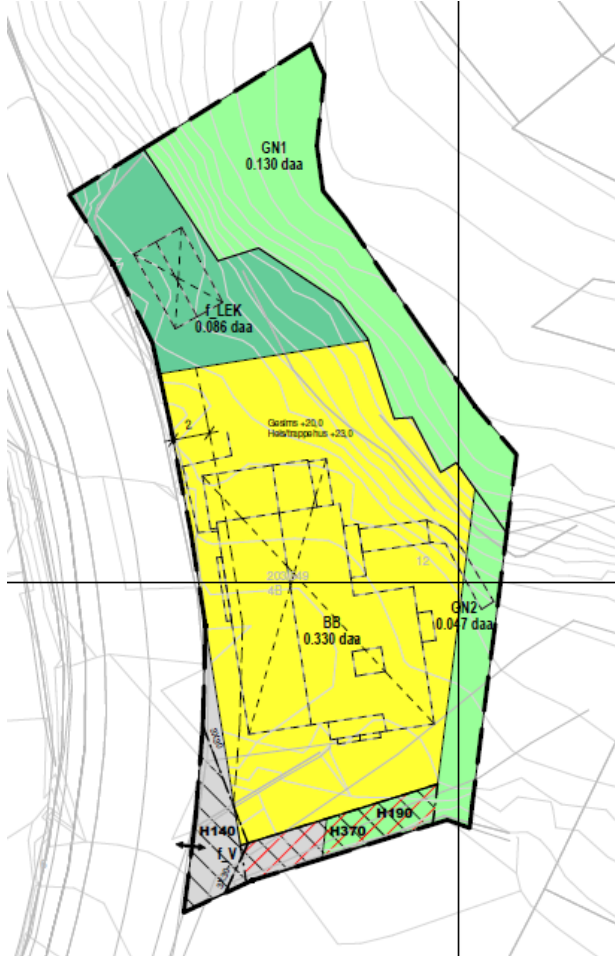 GN1
0.130 daa
f_LEK
0.086 daa
2
Gesims +20,0
Heis/trappehus +23,0
12
4B
BB
0.330 daa
GN2
0.047 daa
H190
H140
H370
f_V